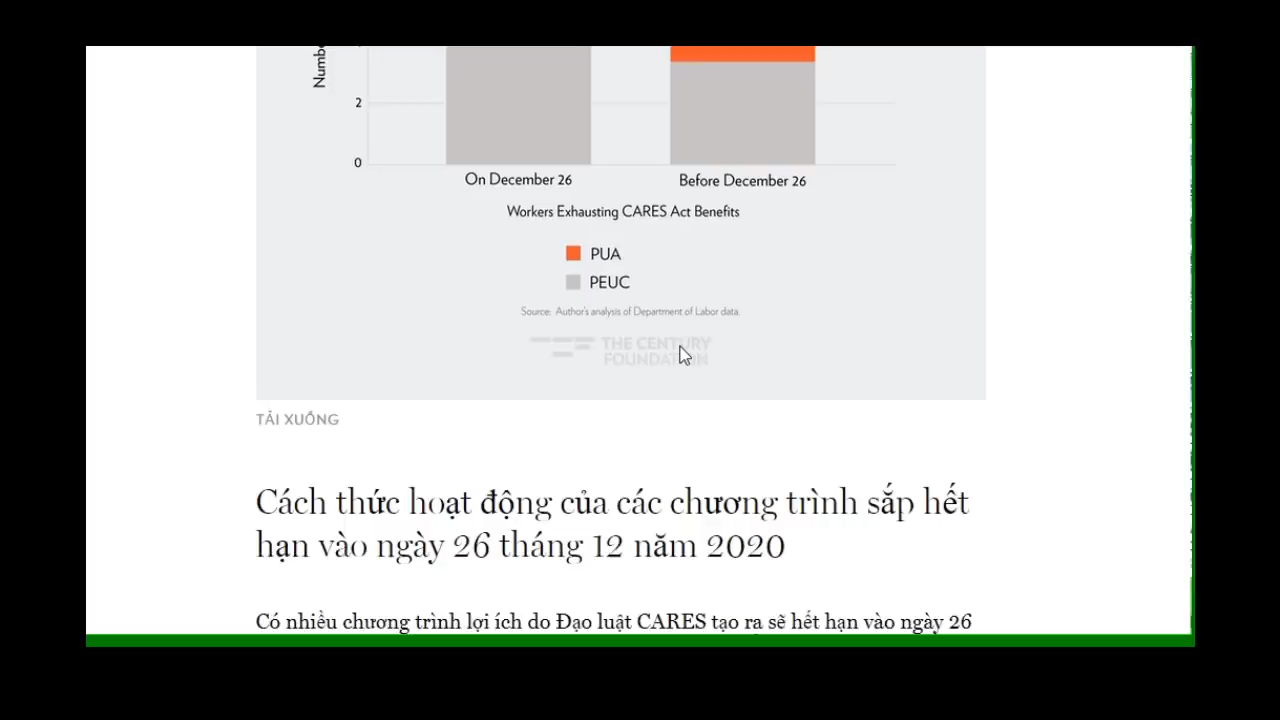 2
0
On December 26
Before December 26
Workers Exhausting CARES Act Benefits
PUA
PEUC
Source: Author's analysis of Department of Labor data.
THE CENTURY
FOUNDATION
TẢI XUỐNG
Cách thức hoạt động của các chương trình sắp hết
hạn vào ngày 26 tháng 12 năm 2020
Có nhiều chương trình lợi ích do Đạo luật CARES tạo ra sẽ hết hạn vào ngày 26